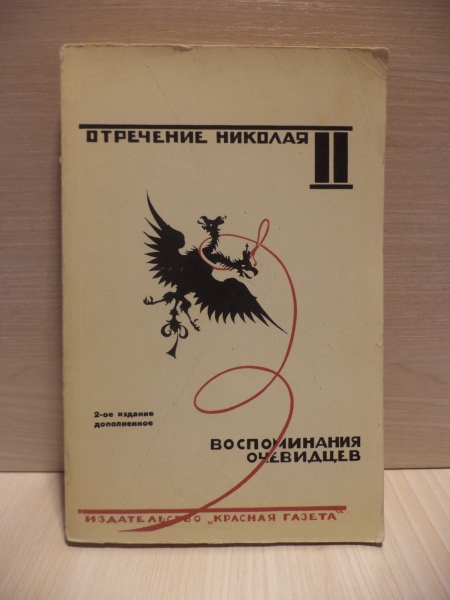 ОТРЕЧЕНИЕ НИКОЛАЯ II
2-ое издание
дополненное
ВОСПОМИНАНИЯ
ОЧЕВИДЦЕВ
ИЗДАТЕЛЬСТВО „КРАСНАЯ ГАЗЕТА“